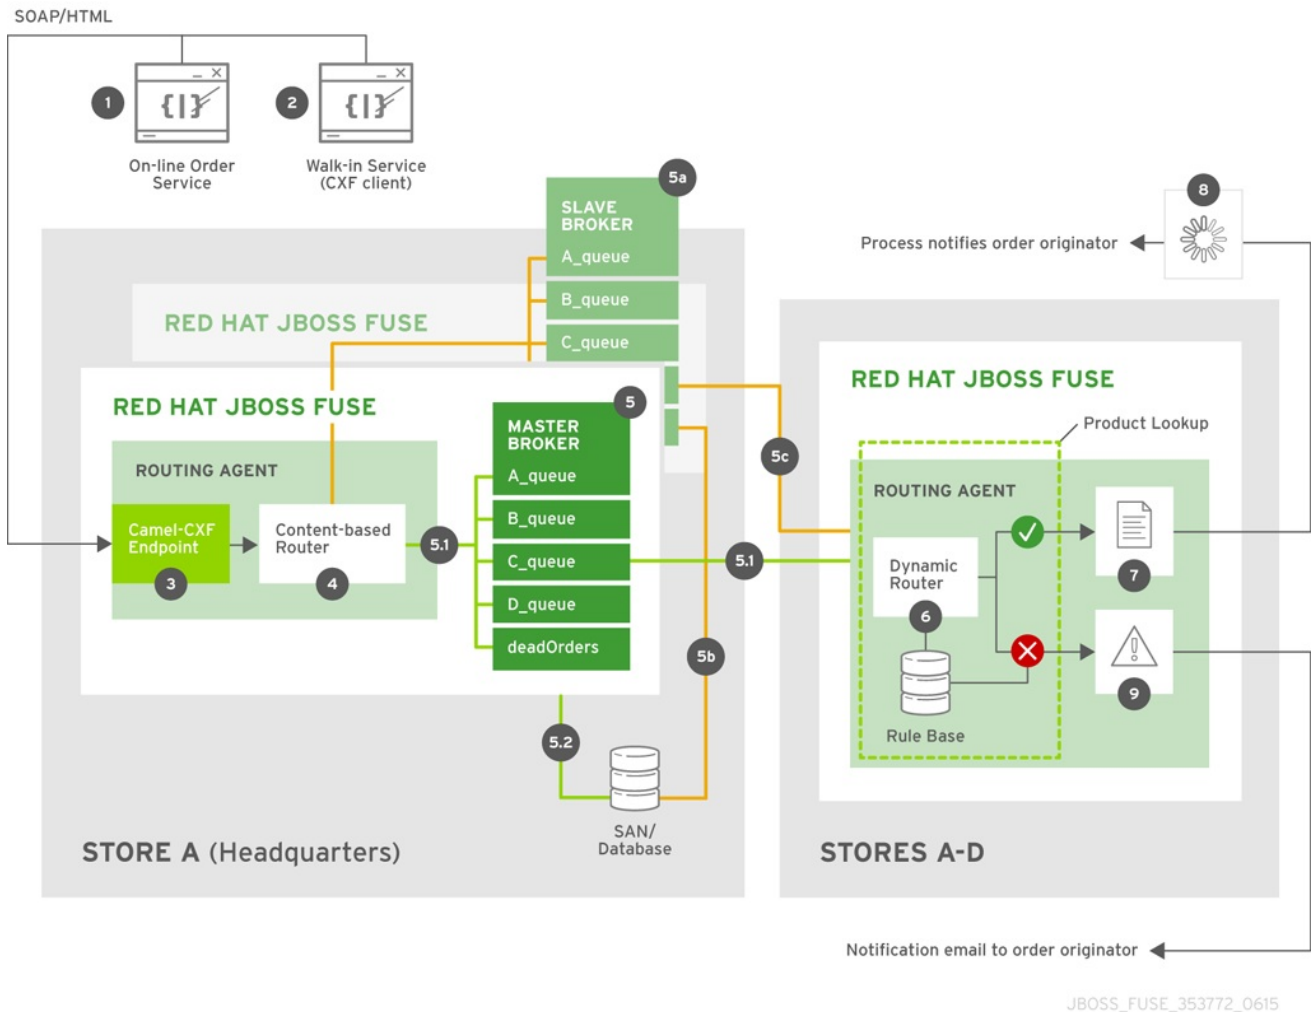 SOAP/HTML
1
2
On-line Order
Service
Walk-in Service
(CXF client)
5a
SLAVE
BROKER
A_queue
B_queue
C_queue
RED HAT JBOSS FUSE
RED HAT JBOSS FUSE
ROUTING AGENT
Camel-CXF
Endpoint
3
Content-based
Router
4
5.1
5
MASTER
BROKER
A_queue
B_queue
C_queue
D_queue
deadOrders
5.1
5c
5b
5.2
SAN/
Database
STORE A (Headquarters)
8
Process notifies order originator
RED HAT JBOSS FUSE
Product Lookup
ROUTING AGENT
Dynamic
Router
6
Rule Base
7
9
STORES A-D
Notification email to order originator
JBOSS_FUSE_353772_0615